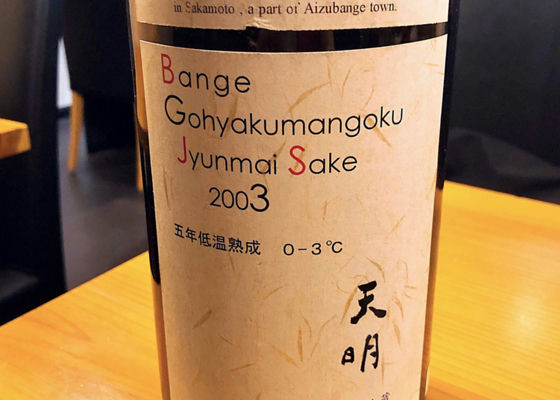 in Sakamoto , a part of Aizubange town.
Bange
Gohyakumangoku
Jyunmai Sake
2003
五年低温熟成 0-3℃
天
明